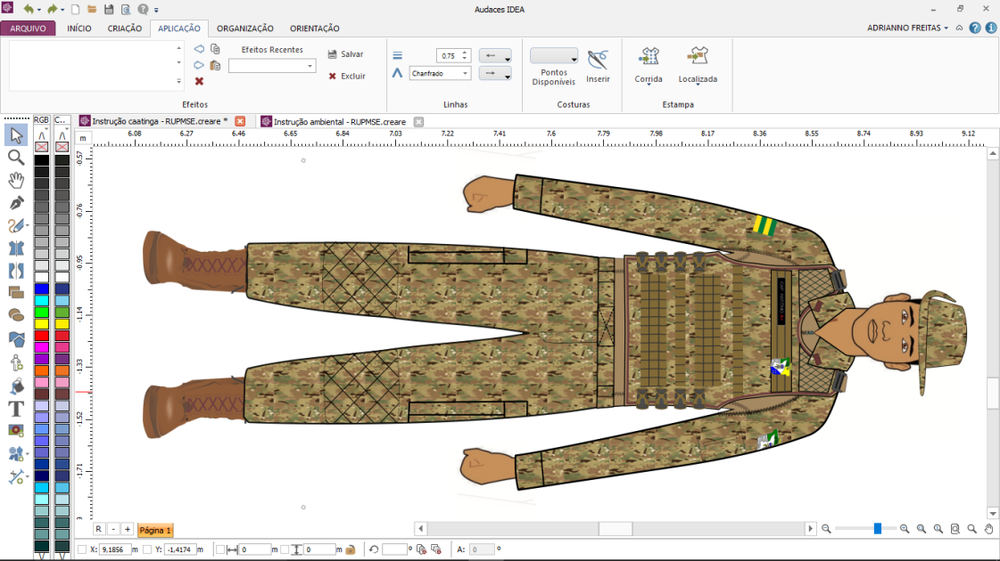 Audaces IDEA
ARQUIVO INÍCIO CRIAÇÃO APLICAÇÃO ORGANIZAÇÃO ORIENTAÇÃO ADRIANNO FREITAS
Efeitos Recentes
Salvar
Excluir
Efeitos
0.75
Chanfrado
Linhas
Pontos
Disponíveis
Inserir
Costuras
Corrida
Localizada
Estampa
RGB C..
Instrução caatinga - RUPMSE.creare *
Instrução ambiental - RUPMSE.creare
m
6.08 6.27 6.46 6.65 6.84 7.03 7.22 7.41 7.6 7.79 7.98 8.17 8.36 8.55 8.74 8.93 9.12
-0.57
-0.76
-0.95
-1.14
-1.33
-1.52
-1.71
R - + Página 1
X: 9,1856 m Y: -1,4174 m 0 m 0 m ° A: 0 °